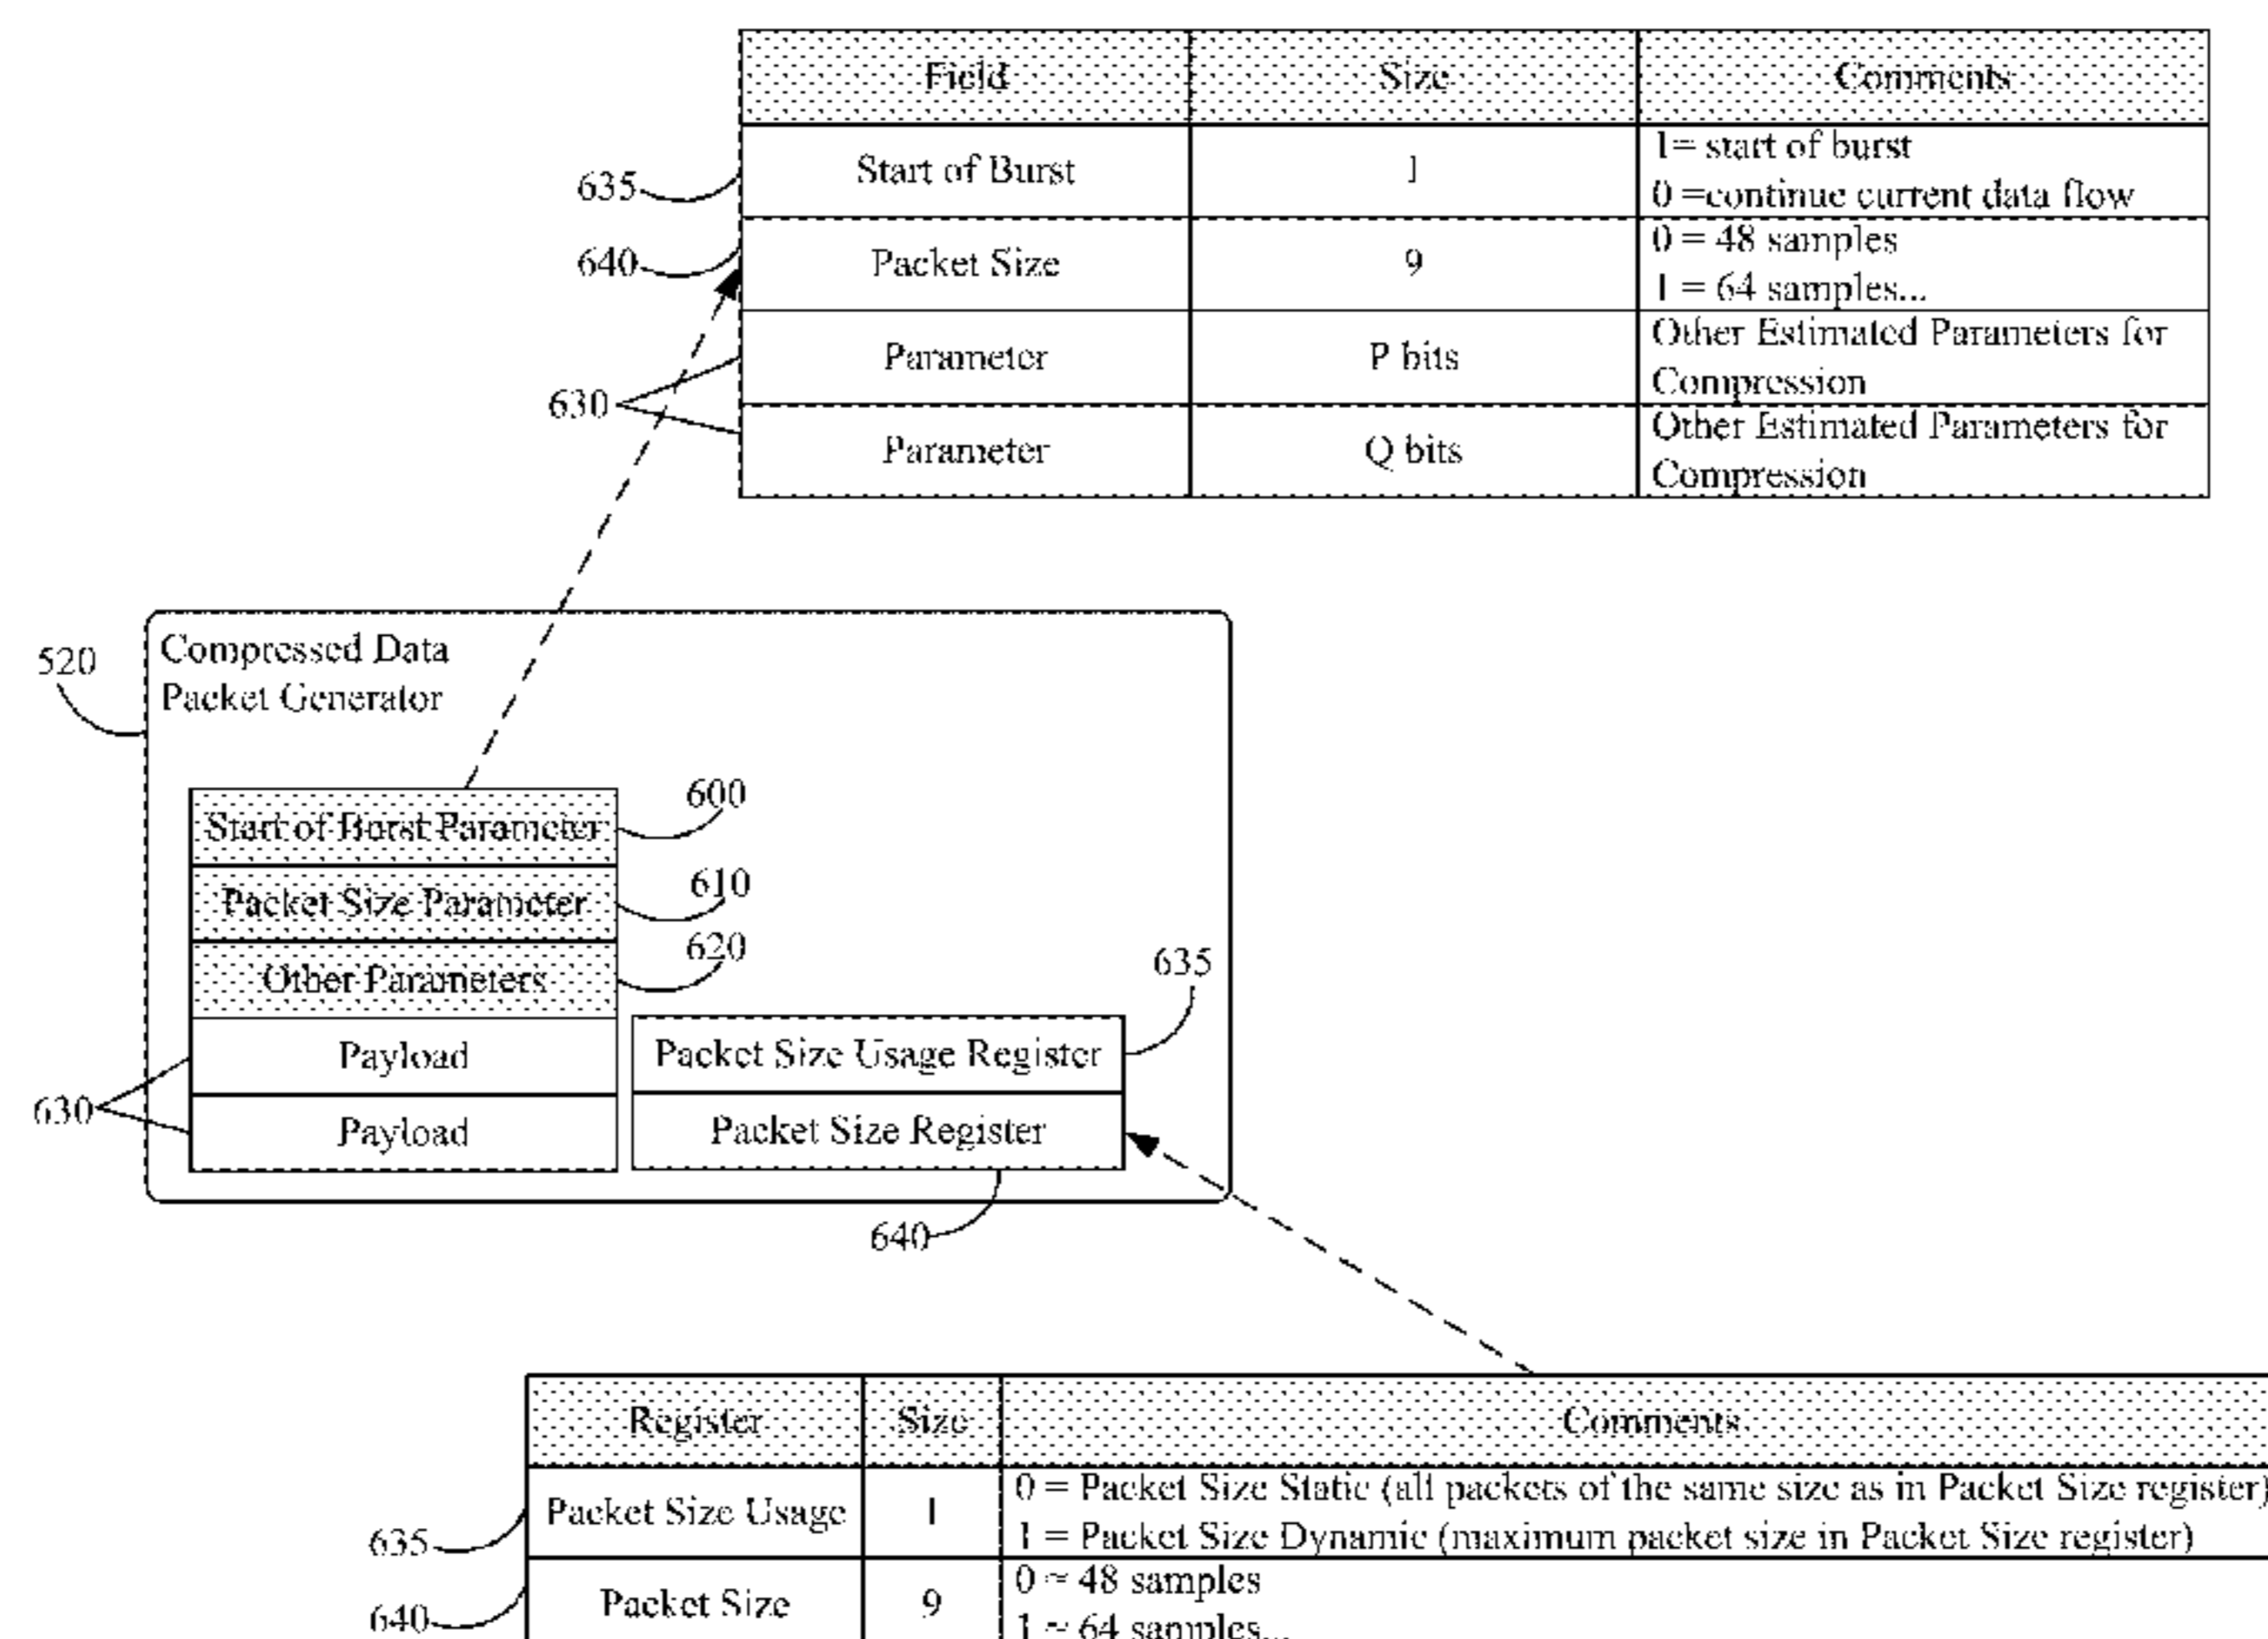 Field Size Comments
635 Start of Burst 1 1= start of burst
0 =continue current data flow
640 Packet Size 9 0 = 48 samples
1 = 64 samples...
630 Parameter P bits Other Estimated Parameters for
Compression
Parameter Q bits Other Estimated Parameters for
Compression
520 Compressed Data
Packet Generator
Start of Burst Parameter 600
Packet Size Parameter 610
Other Parameters 620
630 Payload Packet Size Usage Register 635
Payload Packet Size Register
640
Register Size Comments
635 Packet Size Usage 1 0 = Packet Size Static (all packets of the same size as in Packet Size register)
1 = Packet Size Dynamic (maximum packet size in Packet Size register)
640 Packet Size 9 0 = 48 samples
1 = 64 samples...